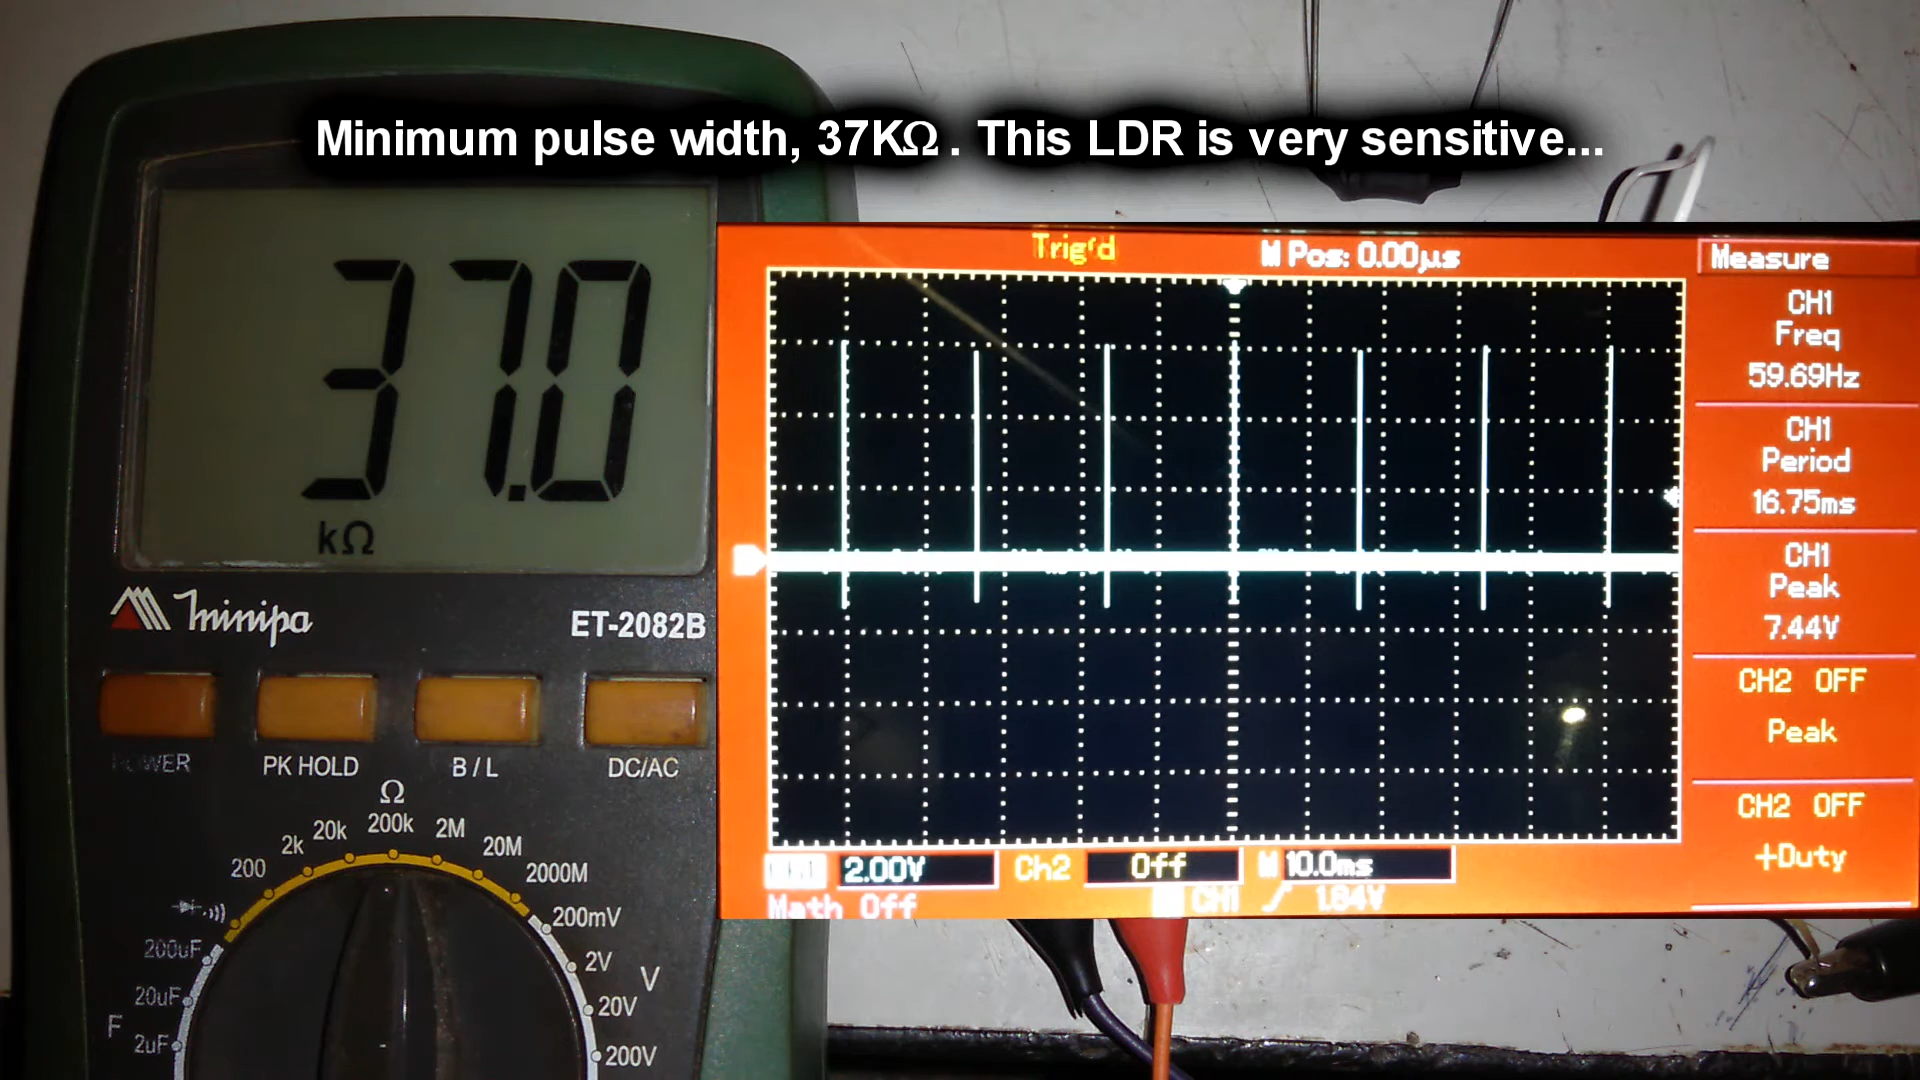 Minimum pulse width, 37KΩ . This LDR is very sensitive...
37.0
kΩ
minipa
ET-2082B
POWER
PK HOLD
B / L
DC/AC
Ω
200
2k
20k
200k
2M
20M
2000M
200mV
2V
20V
200V
V
200uF
20uF
2uF
F
Trig'd
M Pos: 0.00µs
Measure
CH1
Freq
59.69Hz
CH1
Period
16.75ms
CH1
Peak
7.44V
CH2 OFF
Peak
CH2 OFF
+Duty
2.00V
Ch2
Off
M 10.0ms
Math Off
CH1
1.84V